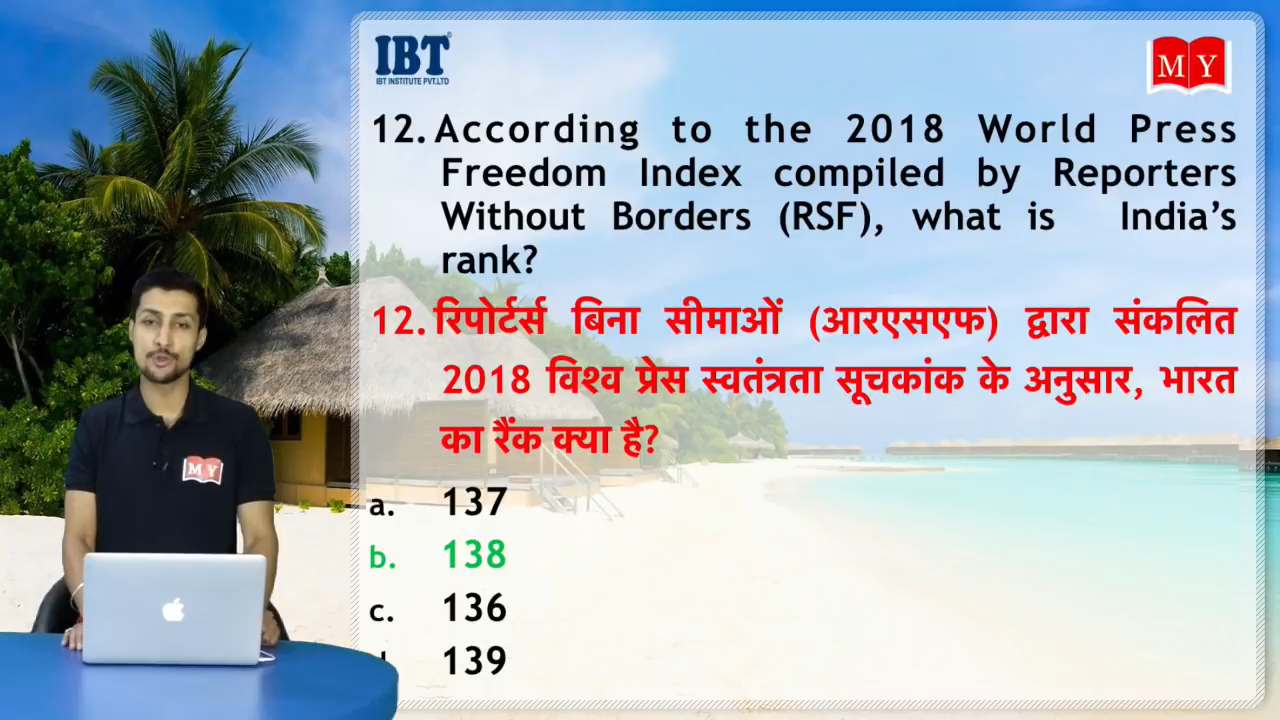 IBT
IBT INSTITUTE PVT.LTD
M Y
12. According to the 2018 World Press
Freedom Index compiled by Reporters
Without Borders (RSF), what is India’s
rank?
12. रिपोर्टर्स बिना सीमाओं (आरएसएफ) द्वारा संकलित
2018 विश्व प्रेस स्वतंत्रता सूचकांक के अनुसार, भारत
का रैंक क्या है?
a. 137
b. 138
c. 136
139
MY